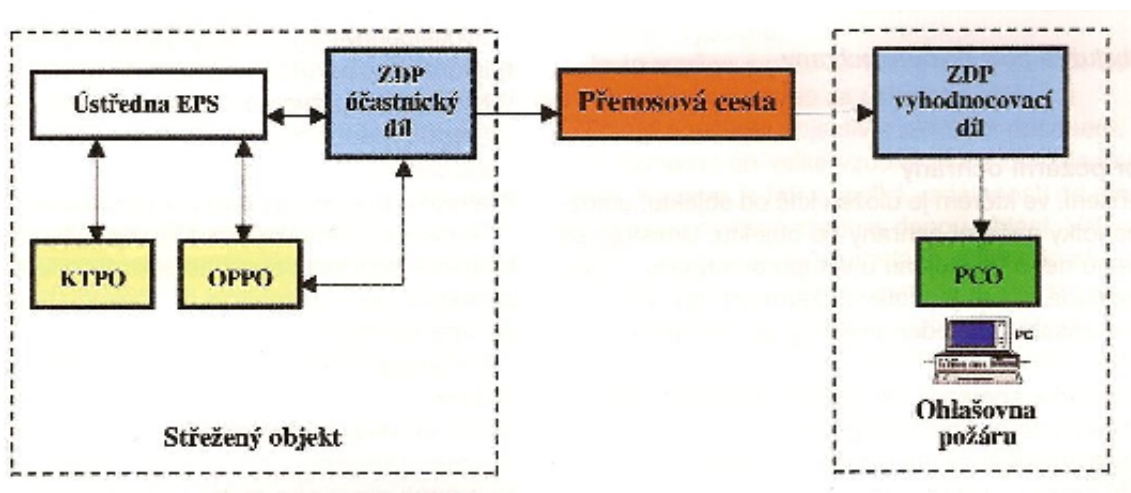 Ústředna EPS
ZDP
účastnický
díl
Přenosová cesta
ZDP
vyhodnocovací
díl
KTPO
OPPO
PCO
PC
Střežený objekt
Ohlašovna
požáru